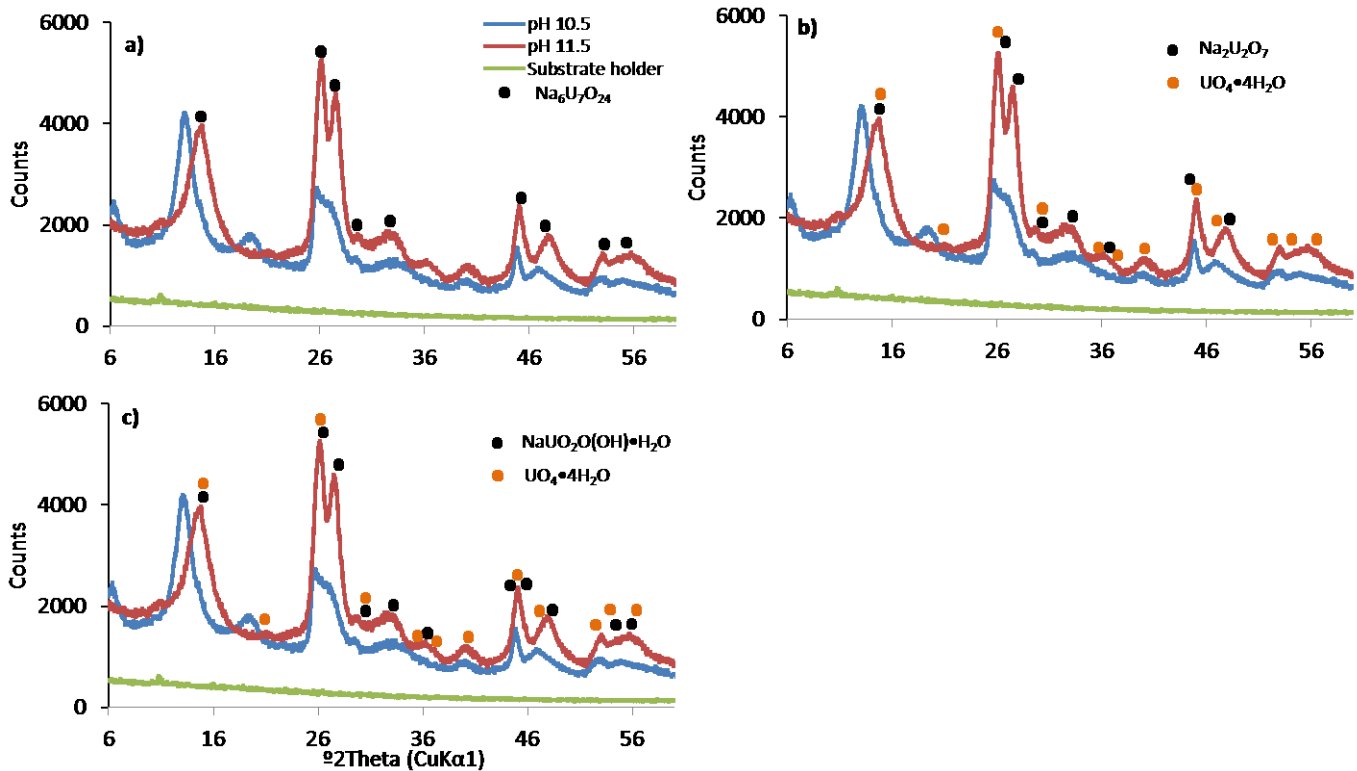 a)
pH 10.5
pH 11.5
Substrate holder
Na₆U₇O₂₄
Counts
6000
4000
2000
0
6 16 26 36 46 56
b)
Na₂U₂O₇
UO₄•4H₂O
Counts
6000
4000
2000
0
6 16 26 36 46 56
c)
NaUO₂O(OH)•H₂O
UO₄•4H₂O
Counts
6000
4000
2000
0
6 16 26 36 46 56
º2Theta (CuKα1)